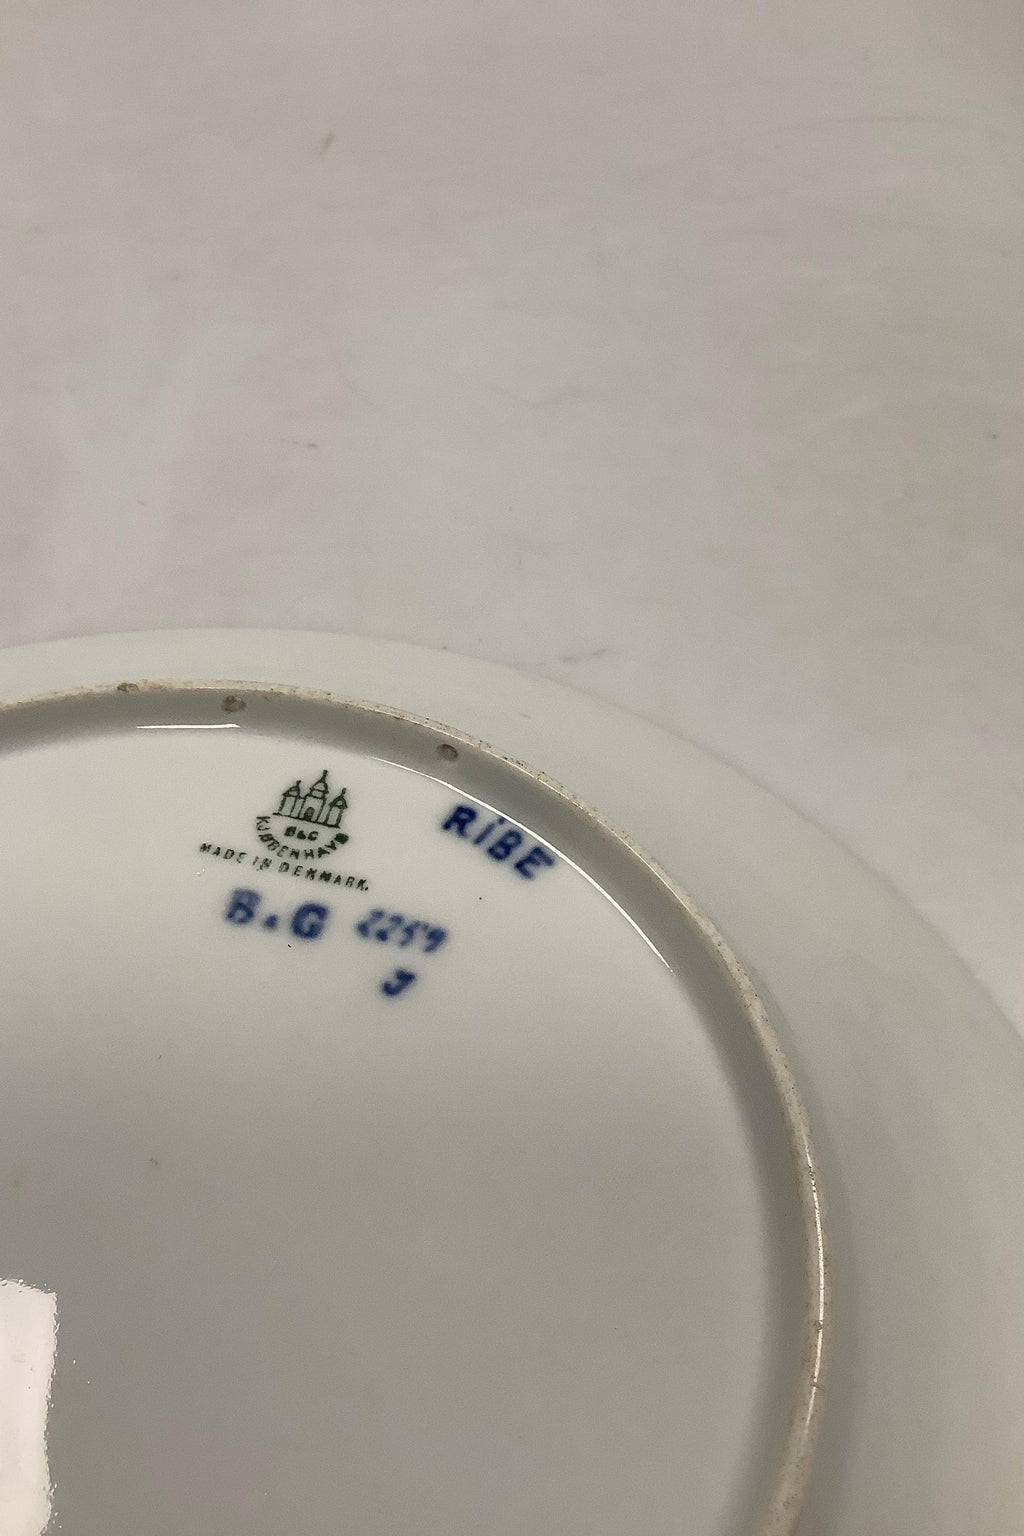 B&G
KJØBENHAVN
MADE IN DENMARK.
RiBE
B&G 2259
J